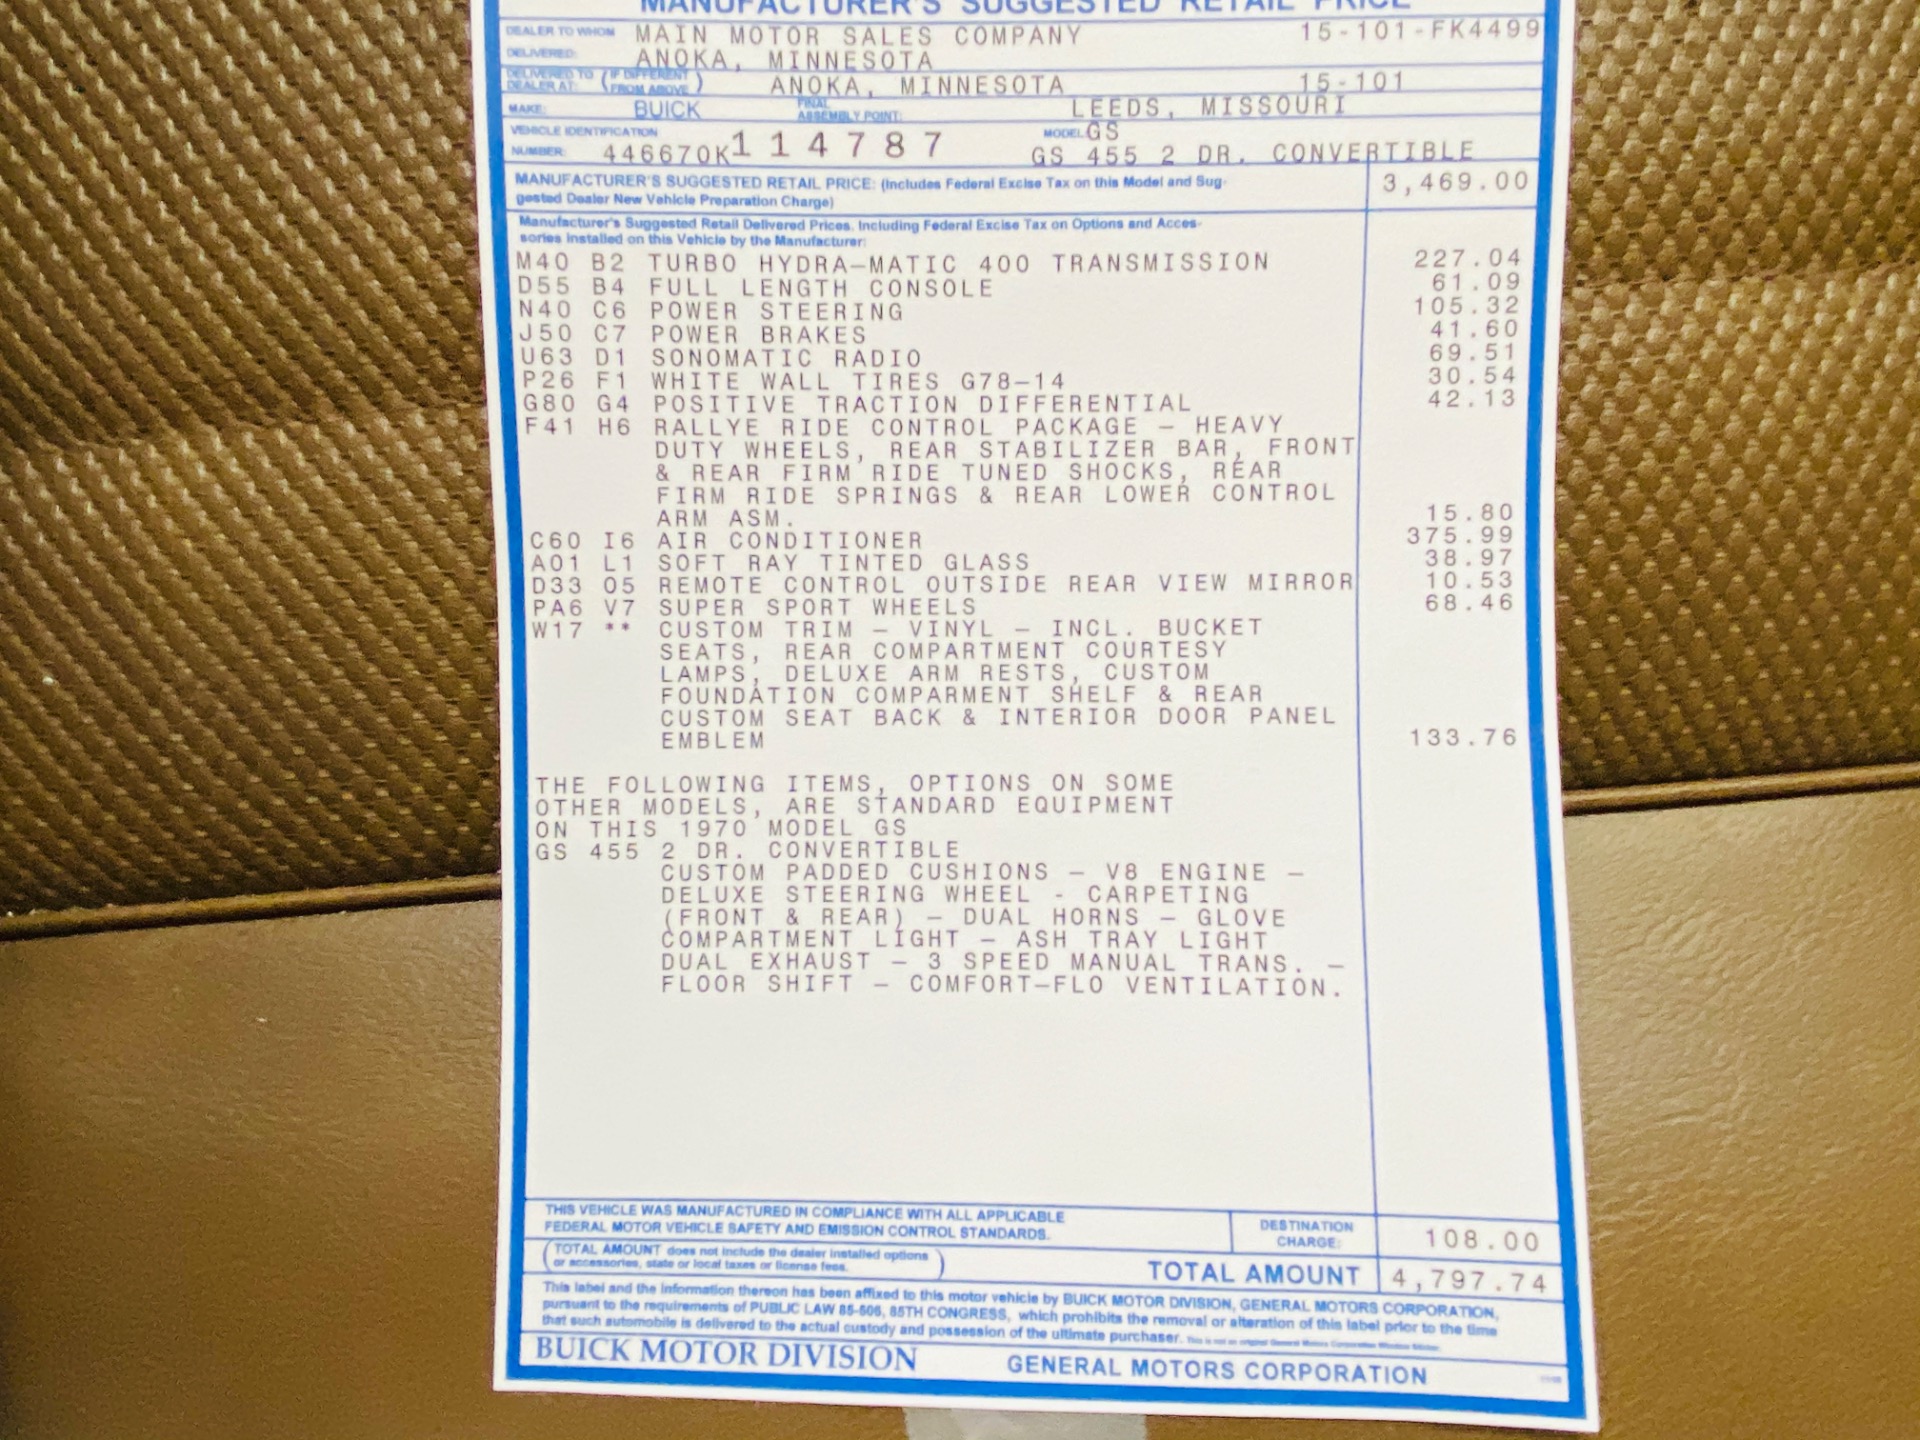 MANUFACTURER'S SUGGESTED RETAIL PRICE
DEALER TO WHOM DELIVERED: MAIN MOTOR SALES COMPANY 15-101-FK4499
ANOKA, MINNESOTA
DELIVERED TO DEALER AT: (IF DIFFERENT FROM ABOVE) ANOKA, MINNESOTA 15-101
MAKE: BUICK FINAL ASSEMBLY POINT: LEEDS, MISSOURI
VEHICLE IDENTIFICATION NUMBER: 446670K114787 MODEL GS
GS 455 2 DR. CONVERTIBLE
MANUFACTURER'S SUGGESTED RETAIL PRICE: (Includes Federal Excise Tax on this Model and Sug- 3,469.00
gested Dealer New Vehicle Preparation Charge)
Manufacturer's Suggested Retail Delivered Prices. Including Federal Excise Tax on Options and Acces-
sories installed on this Vehicle by the Manufacturer:
M40 B2 TURBO HYDRA-MATIC 400 TRANSMISSION 227.04
D55 B4 FULL LENGTH CONSOLE 61.09
N40 C6 POWER STEERING 105.32
J50 C7 POWER BRAKES 41.60
U63 D1 SONOMATIC RADIO 69.51
P26 F1 WHITE WALL TIRES G78-14 30.54
G80 G4 POSITIVE TRACTION DIFFERENTIAL 42.13
F41 H6 RALLYE RIDE CONTROL PACKAGE - HEAVY
DUTY WHEELS, REAR STABILIZER BAR, FRONT
& REAR FIRM RIDE TUNED SHOCKS, REAR
FIRM RIDE SPRINGS & REAR LOWER CONTROL
ARM ASM. 15.80
C60 I6 AIR CONDITIONER 375.99
A01 L1 SOFT RAY TINTED GLASS 38.97
D33 O5 REMOTE CONTROL OUTSIDE REAR VIEW MIRROR 10.53
PA6 V7 SUPER SPORT WHEELS 68.46
W17 ** CUSTOM TRIM - VINYL - INCL. BUCKET
SEATS, REAR COMPARTMENT COURTESY
LAMPS, DELUXE ARM RESTS, CUSTOM
FOUNDATION COMPARMENT SHELF & REAR
CUSTOM SEAT BACK & INTERIOR DOOR PANEL
EMBLEM 133.76
THE FOLLOWING ITEMS, OPTIONS ON SOME
OTHER MODELS, ARE STANDARD EQUIPMENT
ON THIS 1970 MODEL GS
GS 455 2 DR. CONVERTIBLE
CUSTOM PADDED CUSHIONS - V8 ENGINE -
DELUXE STEERING WHEEL - CARPETING
(FRONT & REAR) - DUAL HORNS - GLOVE
COMPARTMENT LIGHT - ASH TRAY LIGHT
DUAL EXHAUST - 3 SPEED MANUAL TRANS. -
FLOOR SHIFT - COMFORT-FLO VENTILATION.
THIS VEHICLE WAS MANUFACTURED IN COMPLIANCE WITH ALL APPLICABLE
FEDERAL MOTOR VEHICLE SAFETY AND EMISSION CONTROL STANDARDS.
DESTINATION CHARGE: 108.00
(TOTAL AMOUNT does not include the dealer installed options
or accessories, state or local taxes or license fees.)
TOTAL AMOUNT 4,797.74
This label and the information thereon has been affixed to this motor vehicle by BUICK MOTOR DIVISION, GENERAL MOTORS CORPORATION,
pursuant to the requirements of PUBLIC LAW 85-506, 85TH CONGRESS, which prohibits the removal or alteration of this label prior to the time
that such automobile is delivered to the actual custody and possession of the ultimate purchaser.
BUICK MOTOR DIVISION GENERAL MOTORS CORPORATION